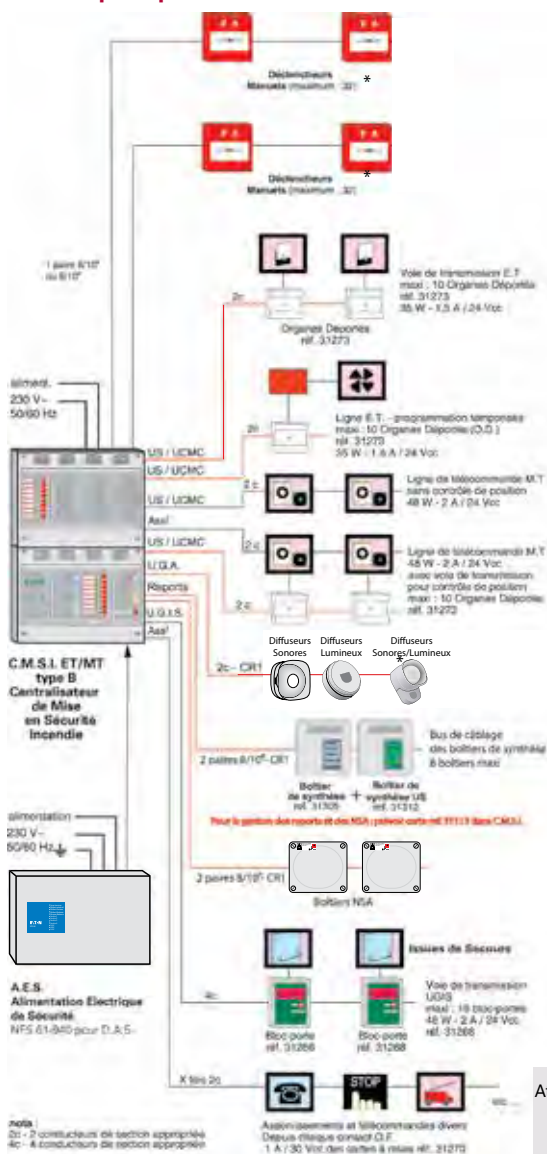 Déclencheurs
Manuels (maximum : 32) *
Déclencheurs
Manuels (maximum : 32) *
1 paire 8/10°
ou 9/10°
2c
Organes Déportés
réf. 31273
Voie de transmission E.T
maxi : 10 Organes Déportés
réf. 31273
35 W - 1,5 A / 24 Vcc
aliment.
230 V~
50/60 Hz
US / UCMC
US / UCMC
US / UCMC
Assf
US / UCMC
U.G.A.
Reports
U.G.I.S.
Assf
2c
Ligne E.T. - programmation temporisée
maxi : 10 Organes Déportés (O.D.)
réf. 31273
35 W - 1,6 A / 24 Vcc
2 c
Ligne de télécommande M.T
sans contrôle de position
48 W - 2 A / 24 Vcc
2 c
Ligne de télécommande M.T
48 W - 2 A / 24 Vcc
avec voie de transmission
pour contrôle de position
maxi : 10 Organes Déportés
réf. 31273
2 c
C.M.S.I. ET/MT
type B
Centralisateur
de Mise
en Sécurité
Incendie
Diffuseurs
Sonores
Diffuseurs
Lumineux
Diffuseurs
Sonores/Lumineux
*
2c - CR1
2 paires 8/10°- CR1
Boîtier
de synthèse
réf. 31305
+
Boîtier de
synthèse US
réf. 31312
Bus de câblage
des boîtiers de synthèse
8 boîtiers maxi
2 paires 8/10°- CR1
Boîtiers NSA
alimentation
230 V~
50/60 Hz
EATON
A.E.S.
Alimentation Electrique
de Sécurité
NFS 61-940 pour D.A.S.
Issues de Secours
4c
Bloc-porte
réf. 31268
Bloc-porte
réf. 31268
Voie de transmission
UGIS
maxi : 16 bloc-portes
48 W - 2 A / 24 Vcc
réf. 31268
X fois 2c
STOP
etc ...
Asservissements et télécommandes divers
Depuis chaque contact O.F.
1 A / 30 Vcc des cartes à relais réf. 31270
nota :
2c - 2 conducteurs de section appropriée
4c - 4 conducteurs de section appropriée